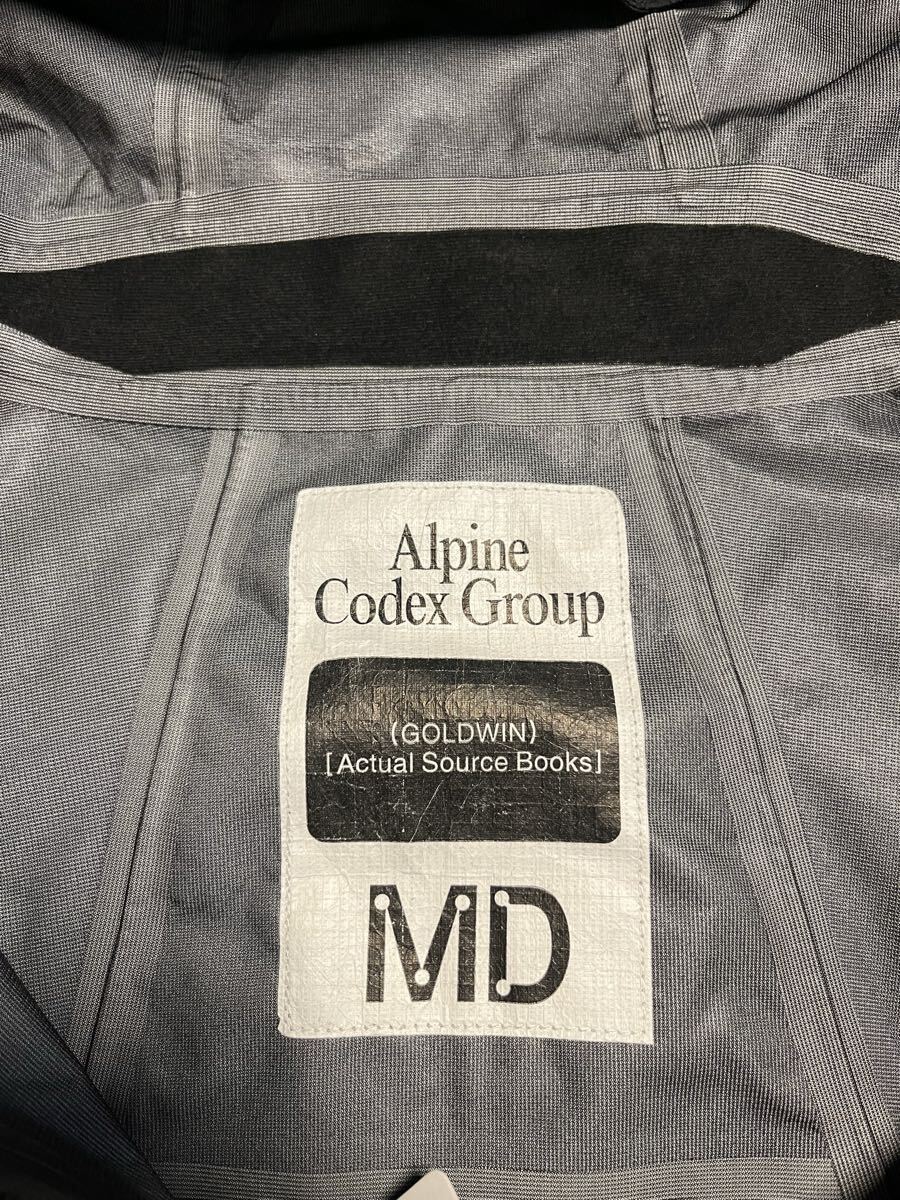 Alpine
Codex Group
(GOLDWIN)
[Actual Source Books]
MD